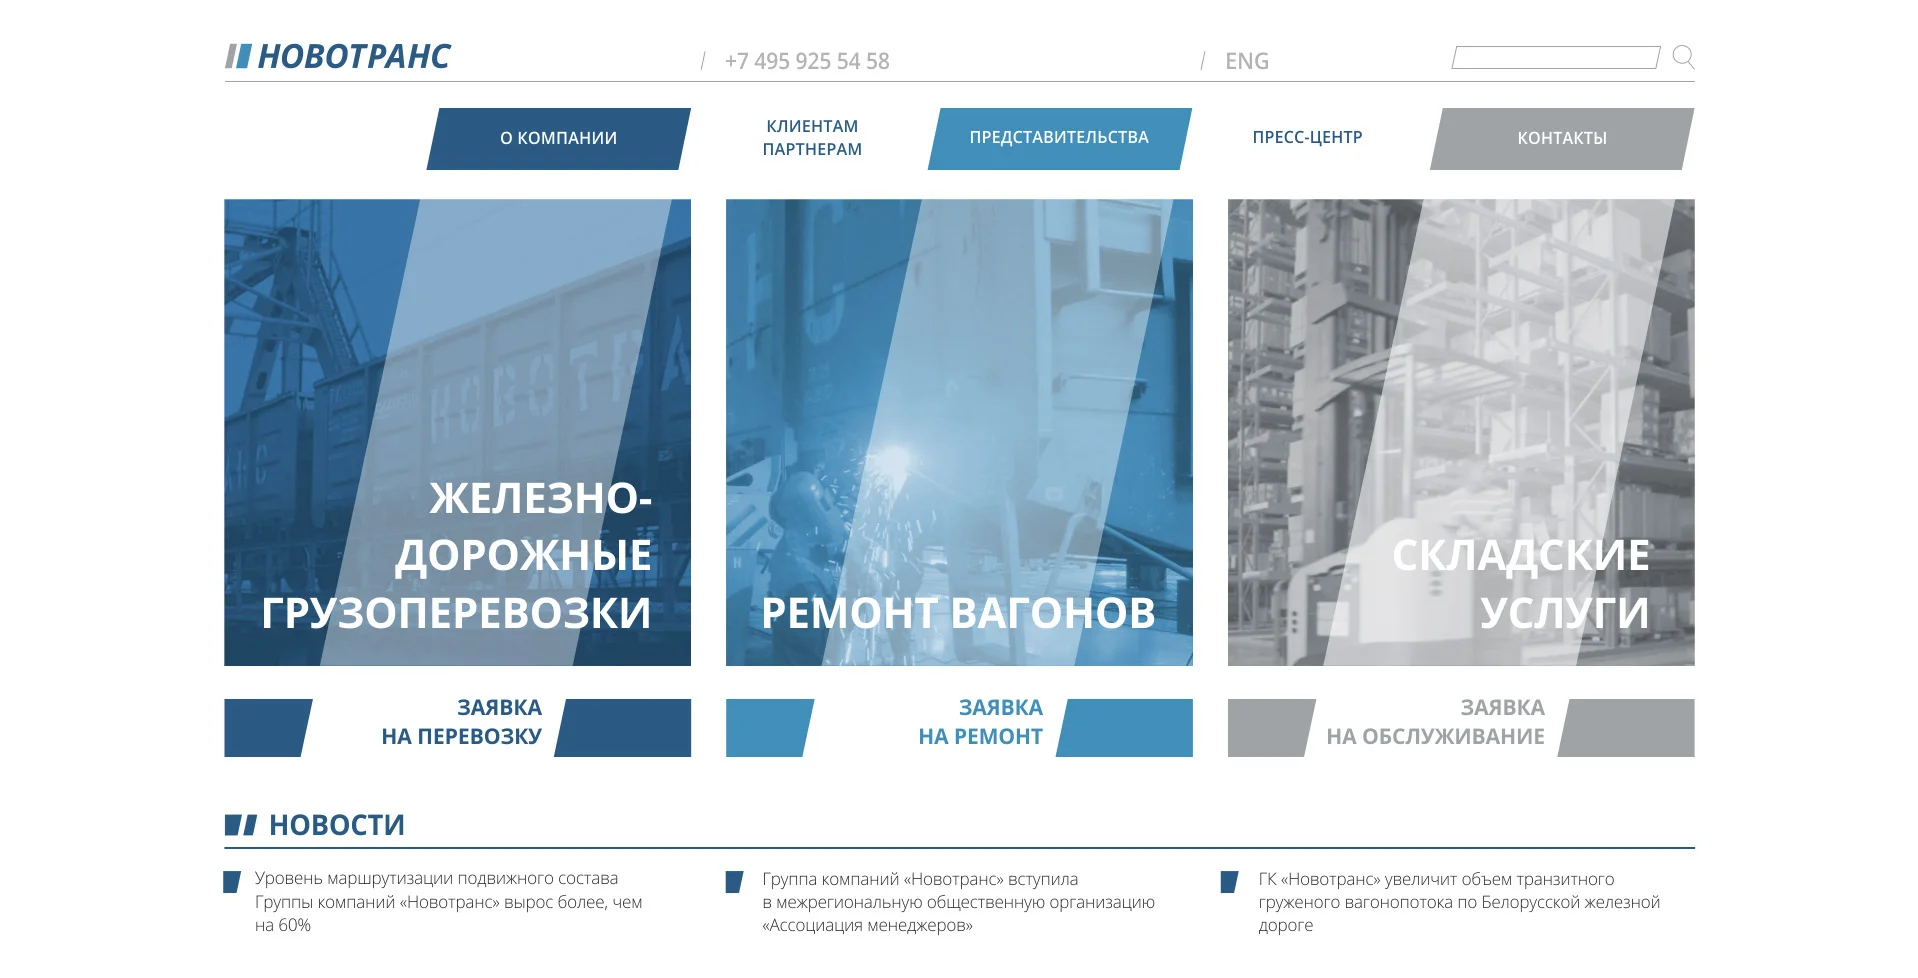 НОВОТРАНС
/ +7 495 925 54 58
/ ENG
О КОМПАНИИ
КЛИЕНТАМ
ПАРТНЕРАМ
ПРЕДСТАВИТЕЛЬСТВА
ПРЕСС-ЦЕНТР
КОНТАКТЫ
НОВОТРА
ЖЕЛЕЗНО-
ДОРОЖНЫЕ
ГРУЗОПЕРЕВОЗКИ
РЕМОНТ ВАГОНОВ
СКЛАДСКИЕ
УСЛУГИ
ЗАЯВКА
НА ПЕРЕВОЗКУ
ЗАЯВКА
НА РЕМОНТ
ЗАЯВКА
НА ОБСЛУЖИВАНИЕ
НОВОСТИ
Уровень маршрутизации подвижного состава
Группы компаний «Новотранс» вырос более, чем
на 60%
Группа компаний «Новотранс» вступила
в межрегиональную общественную организацию
«Ассоциация менеджеров»
ГК «Новотранс» увеличит объем транзитного
груженого вагонопотока по Белорусской железной
дороге